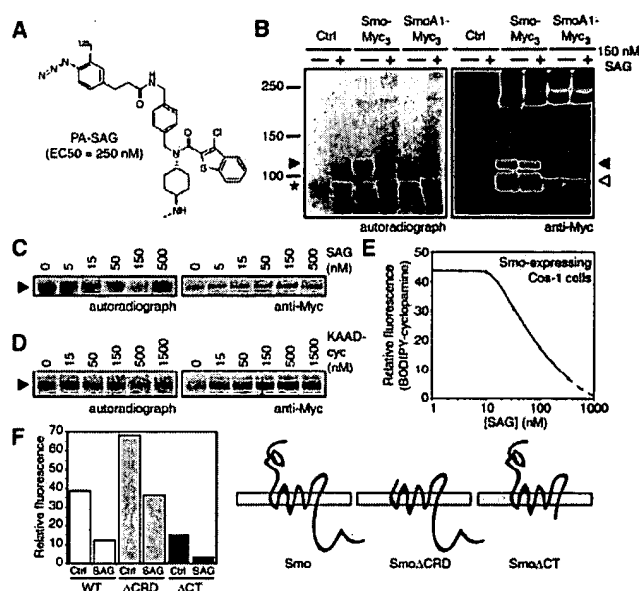 A
B
Ctrl
Smo-
Myc3
SmoA1-
Myc3
Ctrl
Smo-
Myc3
SmoA1-
Myc3
150 nM
SAG
— + — + — + — + — + — +
250
150
100
*
autoradiograph
anti-Myc
N
N
N
O
NH
N
O
Cl
S
NH
PA-SAG
(EC50 = 250 nM)
C
0 5 15 50 150 500
0 5 15 50 150 500
SAG
(nM)
autoradiograph
anti-Myc
D
0 15 50 150 500 1500
0 15 50 150 500 1500
KAAD-
cyc
(nM)
autoradiograph
anti-Myc
E
Relative fluorescence
(BODIPY-cyclopamine)
50
40
30
20
10
0
Smo-expressing
Cos-1 cells
1 10 100 1000
[SAG] (nM)
F
Relative fluorescence
70
60
50
40
30
20
10
0
Ctrl SAG Ctrl SAG Ctrl SAG
WT ΔCRD ΔCT
Smo
SmoΔCRD
SmoΔCT